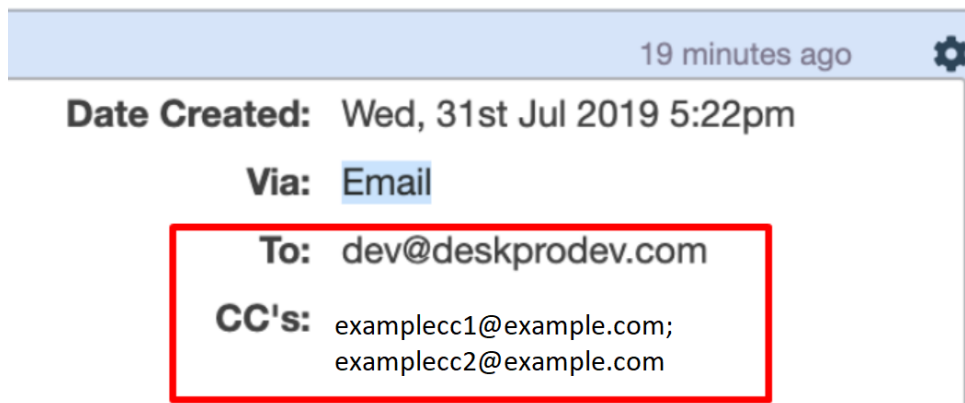 19 minutes ago
Date Created: Wed, 31st Jul 2019 5:22pm
Via: Email
To: dev@deskprodev.com
CC's: examplecc1@example.com;
examplecc2@example.com